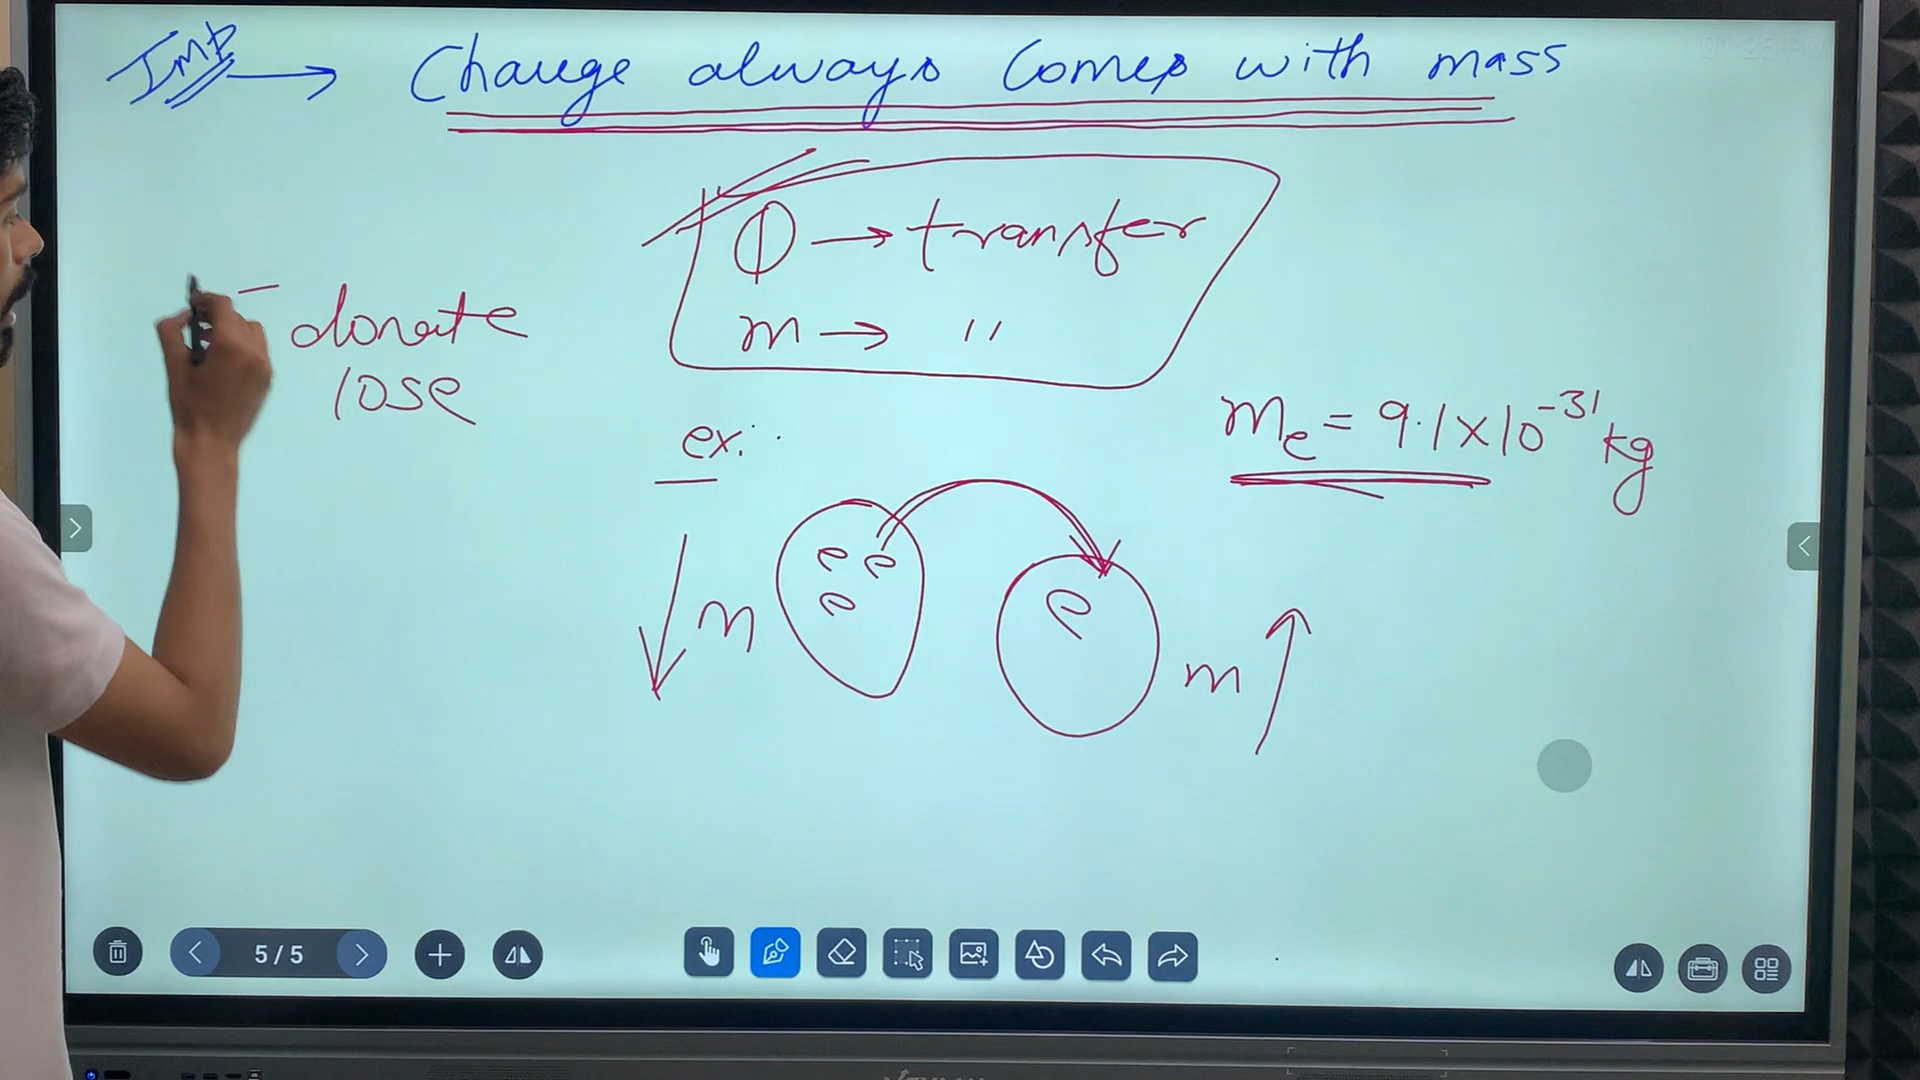 Imp → Change always Comes with mass
Φ → transfer
m → "
e⁻ donate
lose
ex:
mₑ = 9.1 × 10⁻³¹ kg
e e
e
e
↓ m
m ↑
5 / 5